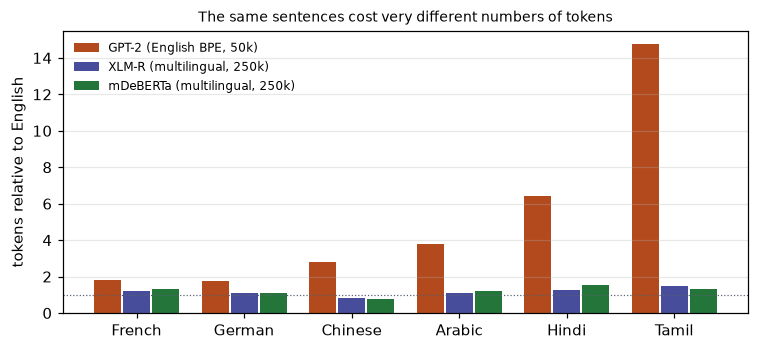 The same sentences cost very different numbers of tokens
GPT-2 (English BPE, 50k)
XLM-R (multilingual, 250k)
mDeBERTa (multilingual, 250k)
tokens relative to English
14
12
10
8
6
4
2
0
French German Chinese Arabic Hindi Tamil